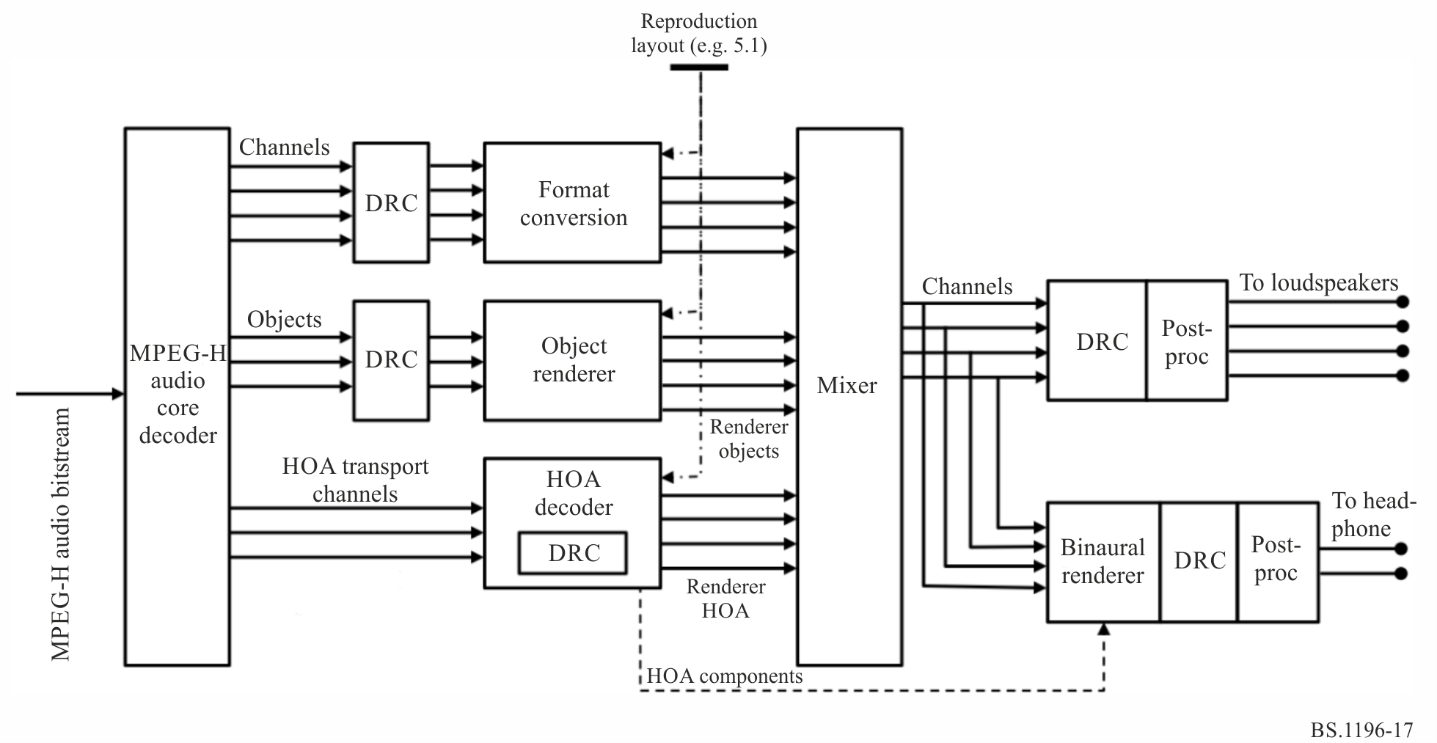 Reproduction
layout (e.g. 5.1)
Channels
DRC
Format
conversion
Objects
DRC
Object
renderer
MPEG-H
audio
core
decoder
MPEG-H audio bitstream
Renderer
objects
HOA transport
channels
HOA
decoder
DRC
Renderer
HOA
HOA components
Mixer
Channels
DRC
Post-
proc
To loudspeakers
Binaural
renderer
DRC
Post-
proc
To head-
phone
BS.1196-17